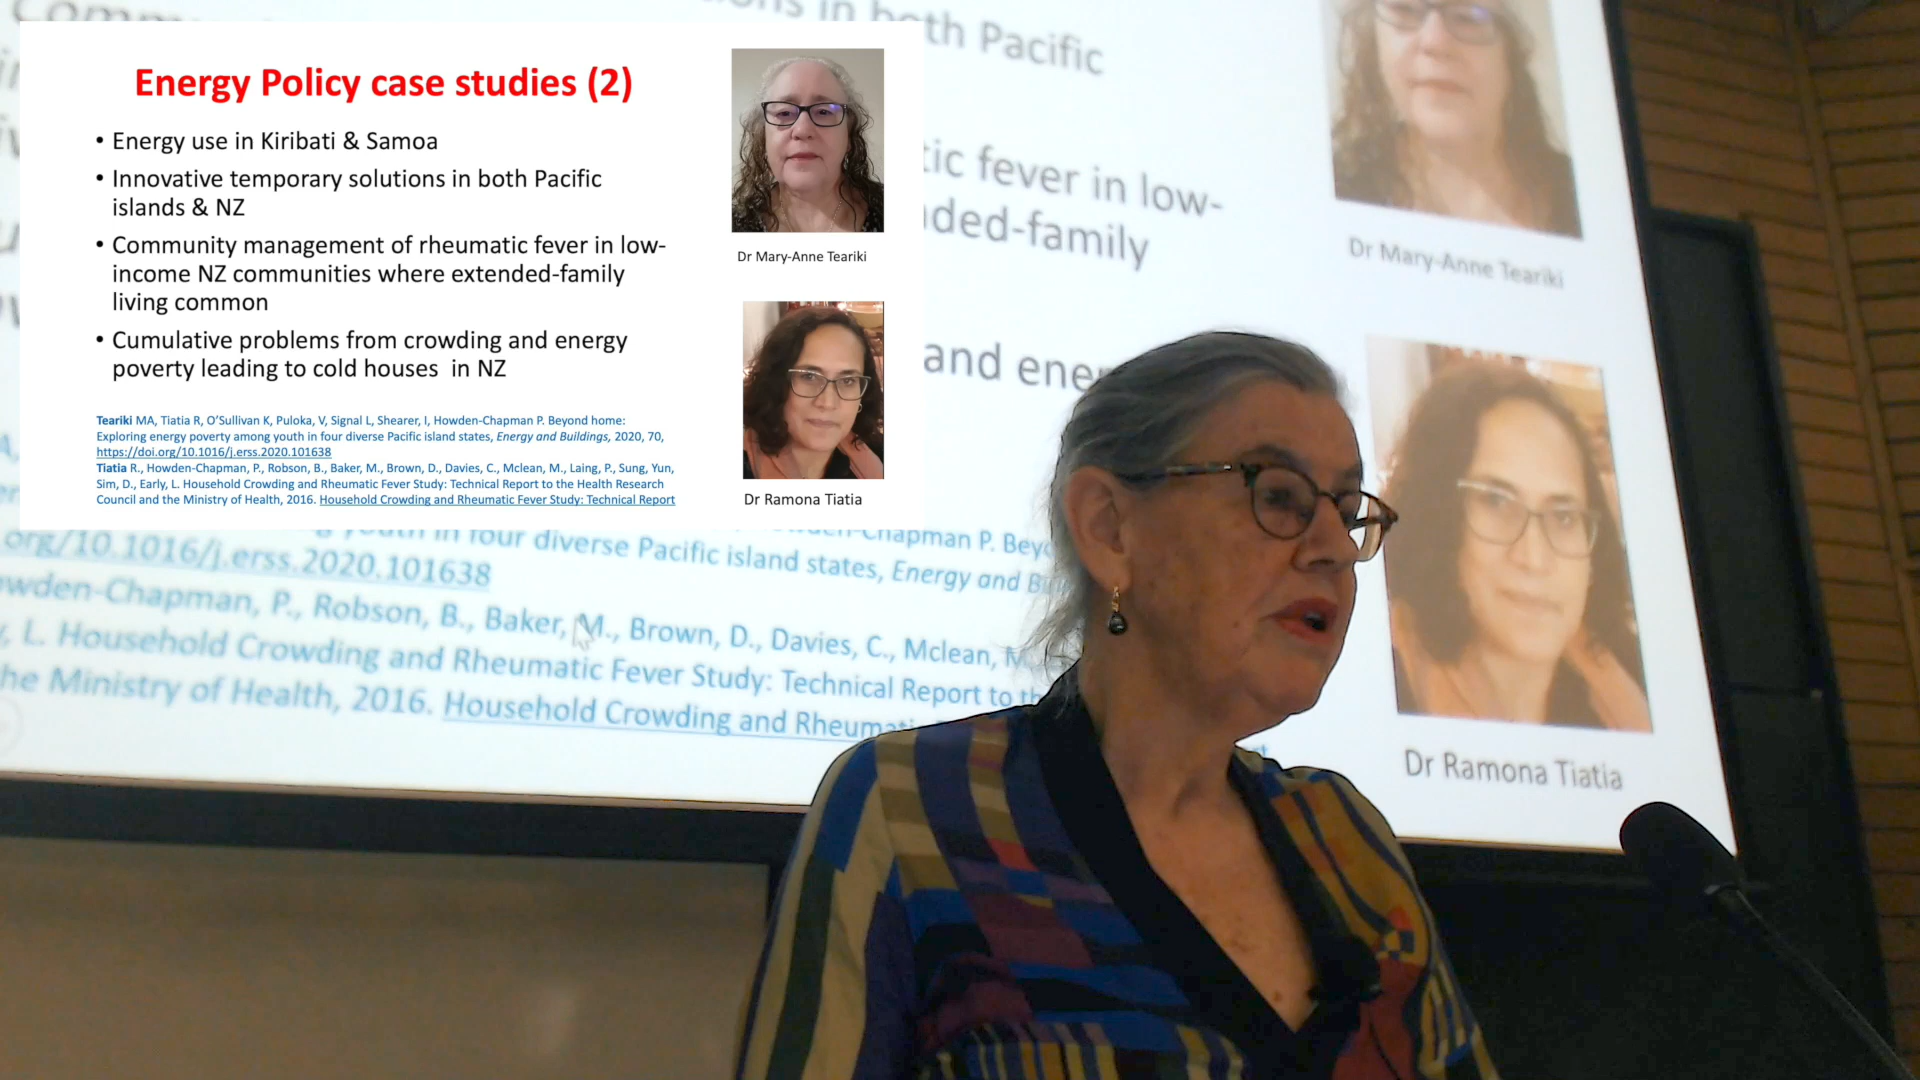 Energy Policy case studies (2)
• Energy use in Kiribati & Samoa
• Innovative temporary solutions in both Pacific
islands & NZ
• Community management of rheumatic fever in low-
income NZ communities where extended-family
living common
• Cumulative problems from crowding and energy
poverty leading to cold houses in NZ
Teariki MA, Tiatia R, O'Sullivan K, Puloka, V, Signal L, Shearer, I, Howden-Chapman P. Beyond home:
Exploring energy poverty among youth in four diverse Pacific island states, Energy and Buildings, 2020, 70,
https://doi.org/10.1016/j.erss.2020.101638
Tiatia R., Howden-Chapman, P., Robson, B., Baker, M., Brown, D., Davies, C., Mclean, M., Laing, P., Sung, Yun,
Sim, D., Early, L. Household Crowding and Rheumatic Fever Study: Technical Report to the Health Research
Council and the Ministry of Health, 2016. Household Crowding and Rheumatic Fever Study: Technical Report
Dr Mary-Anne Teariki
Dr Ramona Tiatia
in both Pacific
tic fever in low-
ded-family
and ene
Dr Mary-Anne Teariki
Dr Ramona Tiatia
Chapman P. Beyo
youth in four diverse Pacific island states, Energy and B
org/10.1016/j.erss.2020.101638
wden-Chapman, P., Robson, B., Baker, M., Brown, D., Davies, C., Mclean, M
, L. Household Crowding and Rheumatic Fever Study: Technical Report to th
he Ministry of Health, 2016. Household Crowding and Rheuma